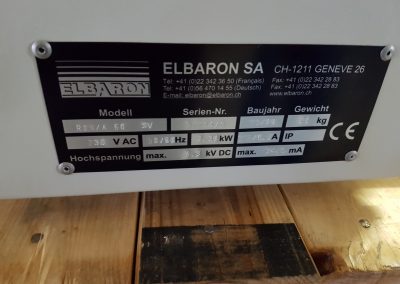 ELBARON
ELBARON SA CH-1211 GENEVE 26
Tel. +41 (0)22 342 36 50 (Français) Fax: +41 (0)22 342 28 83
Tel. +41 (0)56 470 14 55 (Deutsch) Fax: +41 (0)22 342 28 83
E-mail: elbaron@elbaron.ch www.elbaron.ch
Modell Serien-Nr. Baujahr Gewicht
SV kg
230 V AC Hz kW A IP CE
Hochspannung max. kV DC max. mA